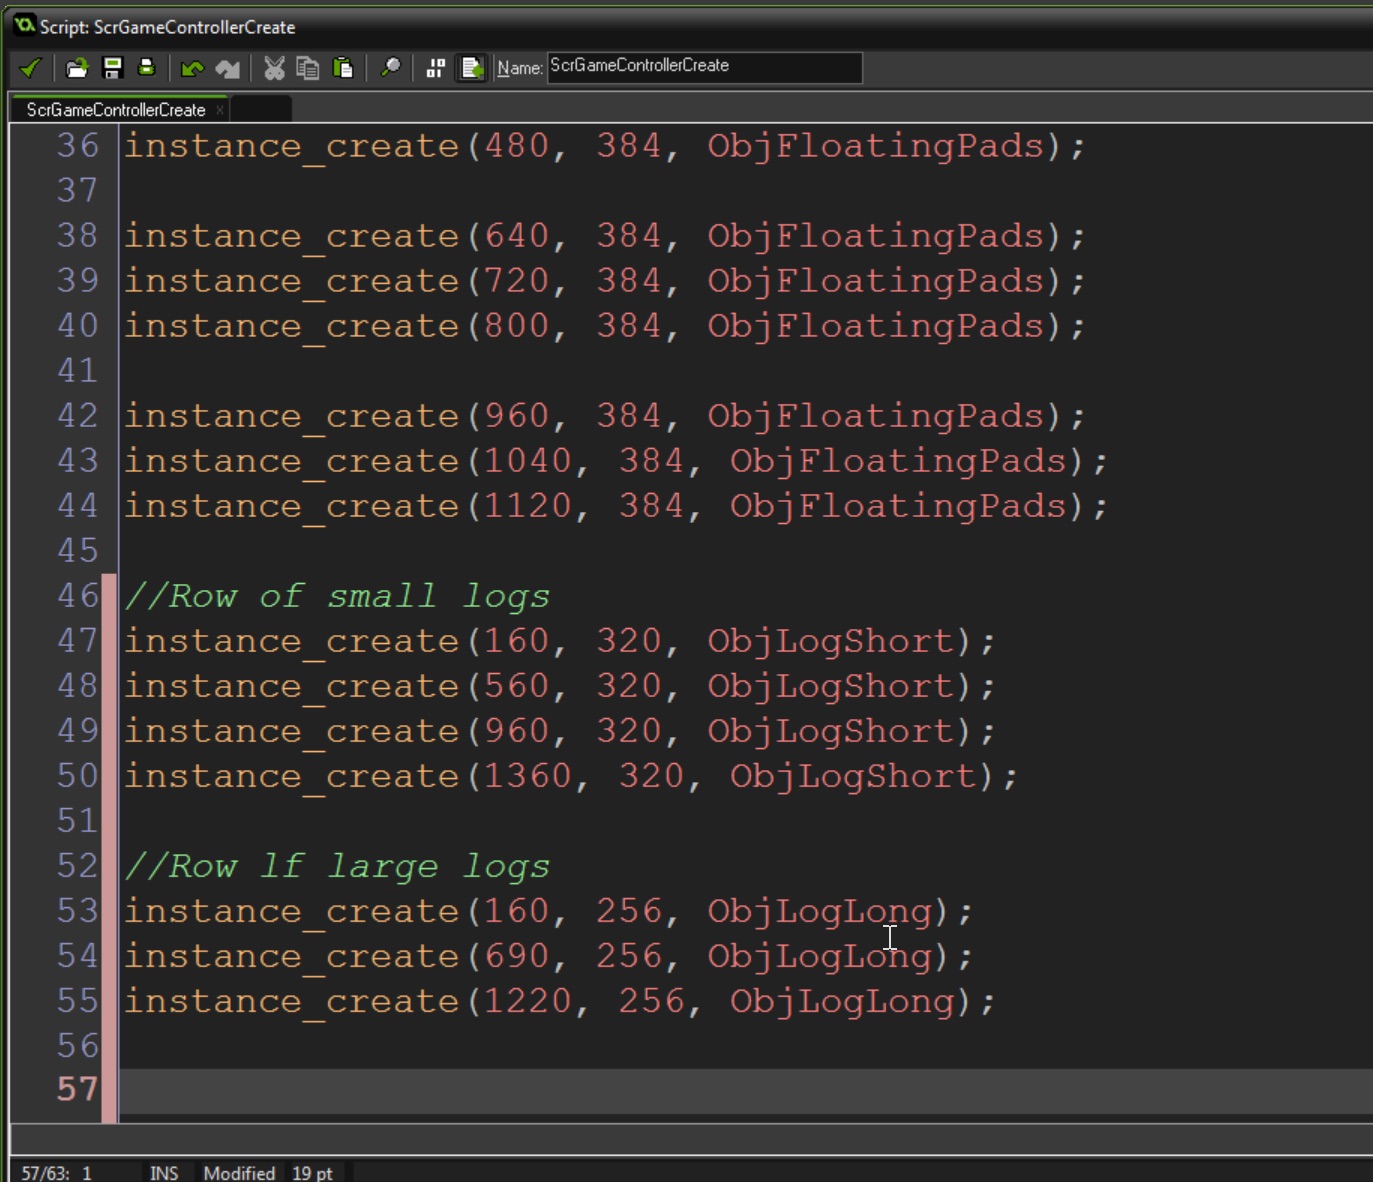 Script: ScrGameControllerCreate
Name: ScrGameControllerCreate
ScrGameControllerCreate ×
36 instance_create(480, 384, ObjFloatingPads);
37
38 instance_create(640, 384, ObjFloatingPads);
39 instance_create(720, 384, ObjFloatingPads);
40 instance_create(800, 384, ObjFloatingPads);
41
42 instance_create(960, 384, ObjFloatingPads);
43 instance_create(1040, 384, ObjFloatingPads);
44 instance_create(1120, 384, ObjFloatingPads);
45
46 //Row of small logs
47 instance_create(160, 320, ObjLogShort);
48 instance_create(560, 320, ObjLogShort);
49 instance_create(960, 320, ObjLogShort);
50 instance_create(1360, 320, ObjLogShort);
51
52 //Row lf large logs
53 instance_create(160, 256, ObjLogLong);
54 instance_create(690, 256, ObjLogLong);
55 instance_create(1220, 256, ObjLogLong);
56
57
57/63: 1 INS Modified 19 pt